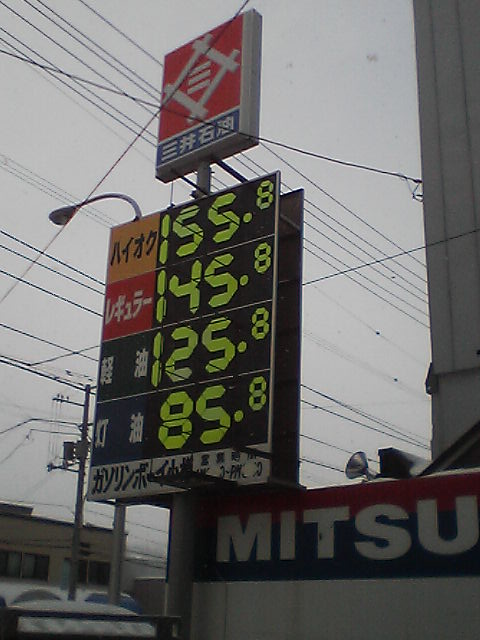 三井石油
ハイオク 155.8
レギュラー 145.8
軽油 125.8
灯油 85.8
MITSU